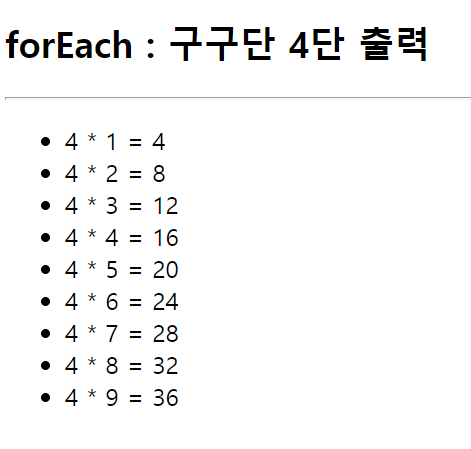 forEach : 구구단 4단 출력
• 4 * 1 = 4
• 4 * 2 = 8
• 4 * 3 = 12
• 4 * 4 = 16
• 4 * 5 = 20
• 4 * 6 = 24
• 4 * 7 = 28
• 4 * 8 = 32
• 4 * 9 = 36